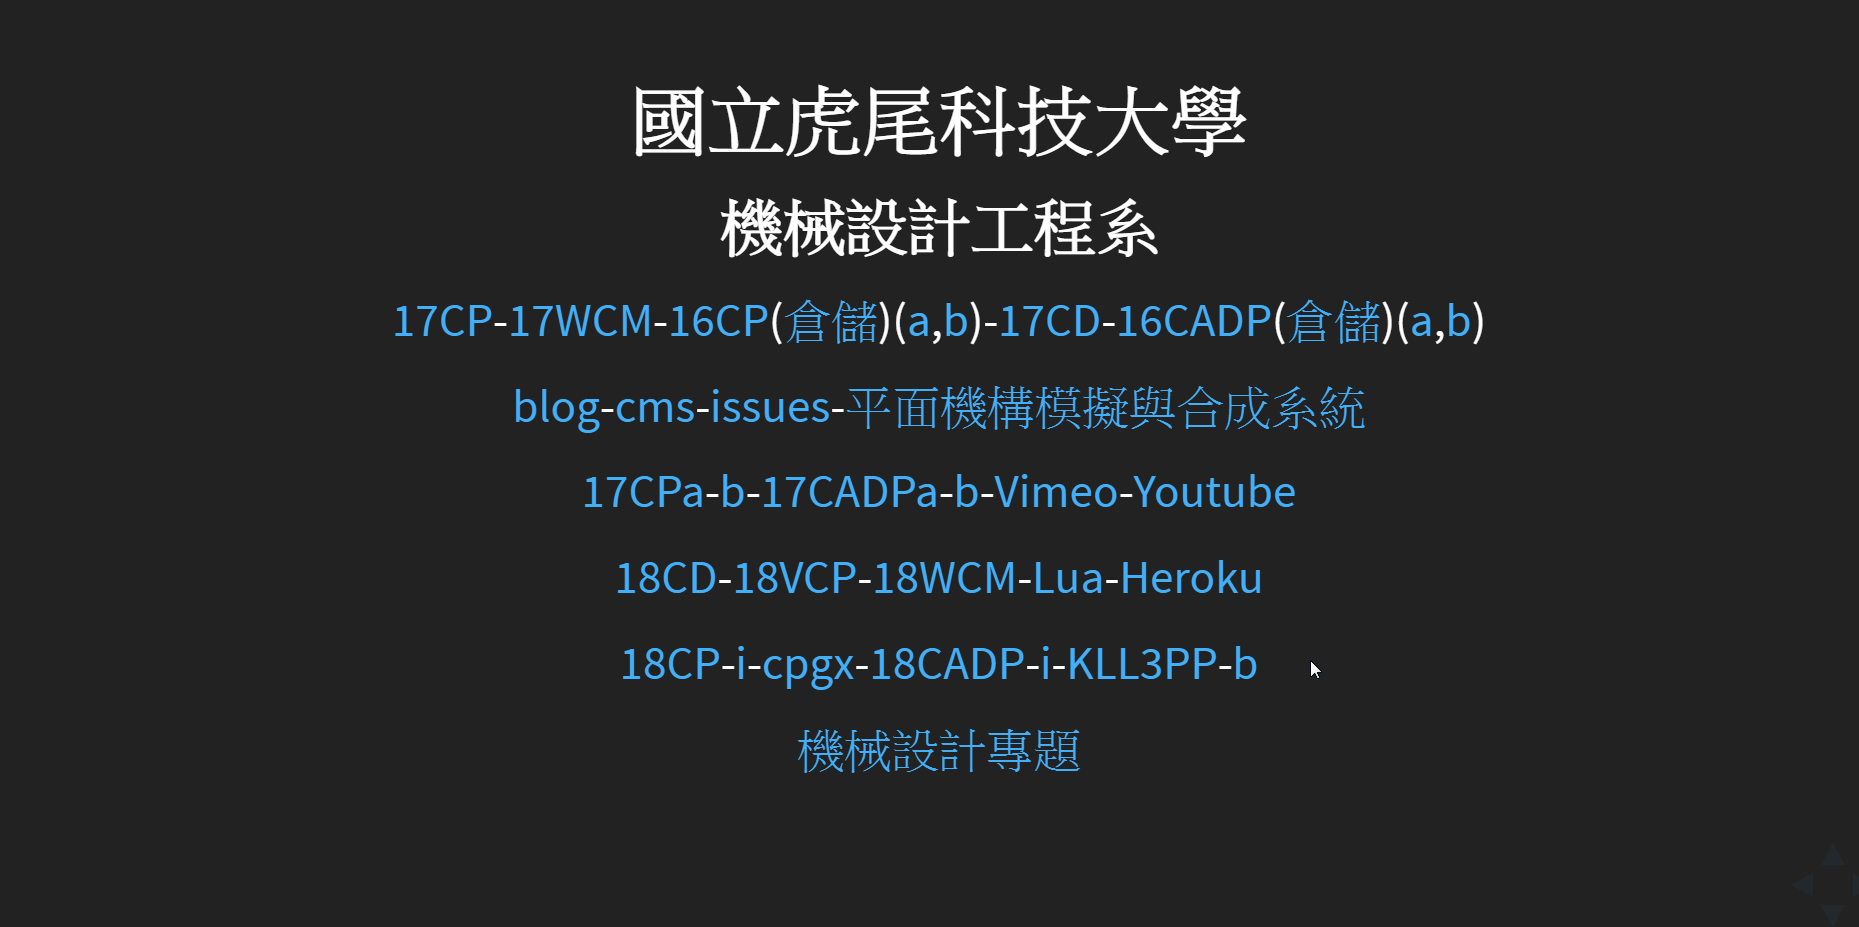 國立虎尾科技大學
機械設計工程系
17CP-17WCM-16CP(倉儲)(a,b)-17CD-16CADP(倉儲)(a,b)
blog-cms-issues-平面機構模擬與合成系統
17CPa-b-17CADPa-b-Vimeo-Youtube
18CD-18VCP-18WCM-Lua-Heroku
18CP-i-cpgx-18CADP-i-KLL3PP-b
機械設計專題